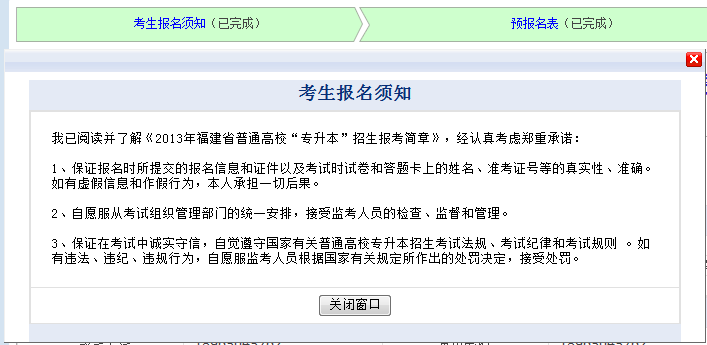 考生报名须知（已完成） 预报名表（已完成）
考生报名须知
我已阅读并了解《2013年福建省普通高校“专升本”招生报考简章》，经认真考虑郑重承诺：
1、保证报名时所提交的报名信息和证件以及考试时试卷和答题卡上的姓名、准考证号等的真实性、准确。
如有虚假信息和作假行为，本人承担一切后果。
2、自愿服从考试组织管理部门的统一安排，接受监考人员的检查、监督和管理。
3、保证在考试中诚实守信，自觉遵守国家有关普通高校专升本招生考试法规、考试纪律和考试规则 。如
有违法、违纪、违规行为，自愿服监考人员根据国家有关规定所作出的处罚决定，接受处罚。
关闭窗口